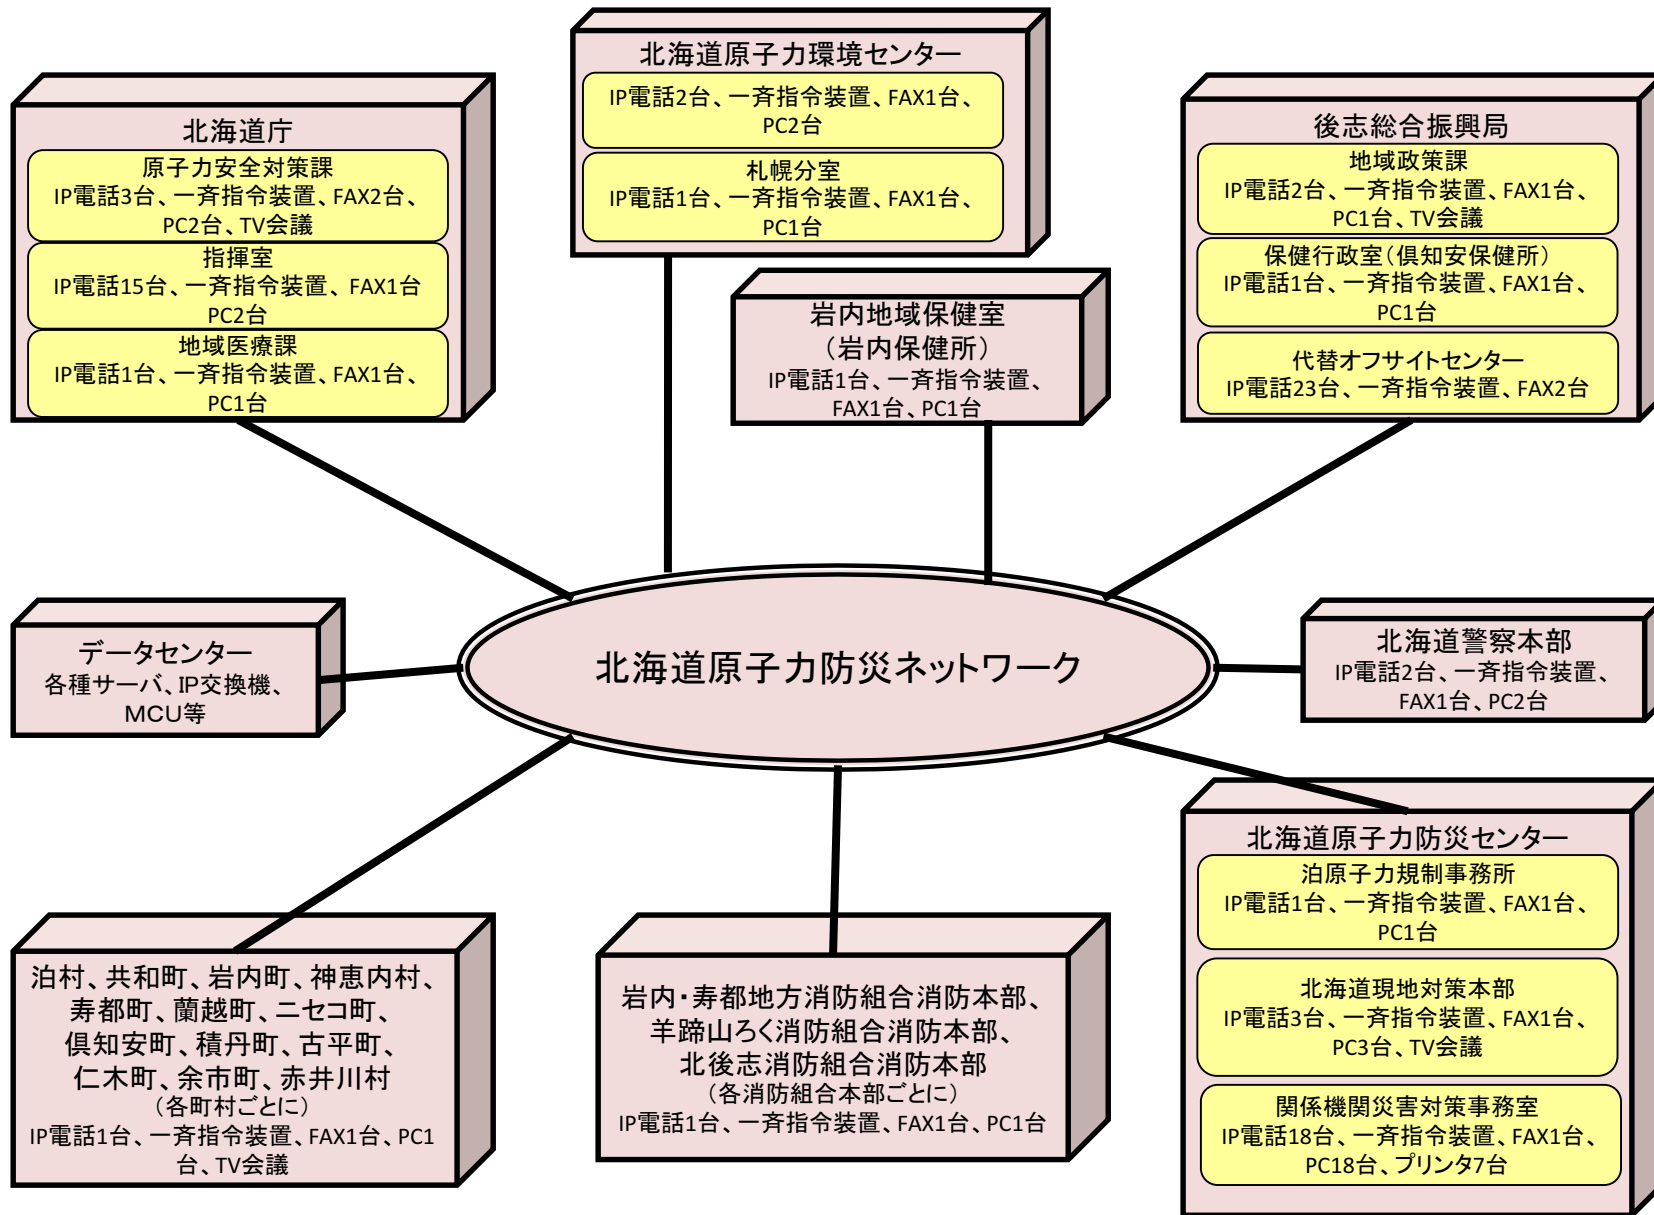 北海道庁
原子力安全対策課
IP電話3台、一斉指令装置、FAX2台、
PC2台、TV会議
指揮室
IP電話15台、一斉指令装置、FAX1台
PC2台
地域医療課
IP電話1台、一斉指令装置、FAX1台、
PC1台
北海道原子力環境センター
IP電話2台、一斉指令装置、FAX1台、
PC2台
札幌分室
IP電話1台、一斉指令装置、FAX1台、
PC1台
岩内地域保健室
（岩内保健所）
IP電話1台、一斉指令装置、
FAX1台、PC1台
後志総合振興局
地域政策課
IP電話2台、一斉指令装置、FAX1台、
PC1台、TV会議
保健行政室（倶知安保健所）
IP電話1台、一斉指令装置、FAX1台、
PC1台
代替オフサイトセンター
IP電話23台、一斉指令装置、FAX2台
データセンター
各種サーバ、IP交換機、
MCU等
北海道原子力防災ネットワーク
北海道警察本部
IP電話2台、一斉指令装置、
FAX1台、PC2台
泊村、共和町、岩内町、神恵内村、
寿都町、蘭越町、ニセコ町、
倶知安町、積丹町、古平町、
仁木町、余市町、赤井川村
（各町村ごとに）
IP電話1台、一斉指令装置、FAX1台、PC1
台、TV会議
岩内・寿都地方消防組合消防本部、
羊蹄山ろく消防組合消防本部、
北後志消防組合消防本部
（各消防組合本部ごとに）
IP電話1台、一斉指令装置、FAX1台、PC1台
北海道原子力防災センター
泊原子力規制事務所
IP電話1台、一斉指令装置、FAX1台、
PC1台
北海道現地対策本部
IP電話3台、一斉指令装置、FAX1台、
PC3台、TV会議
関係機関災害対策事務室
IP電話18台、一斉指令装置、FAX1台、
PC18台、プリンタ7台